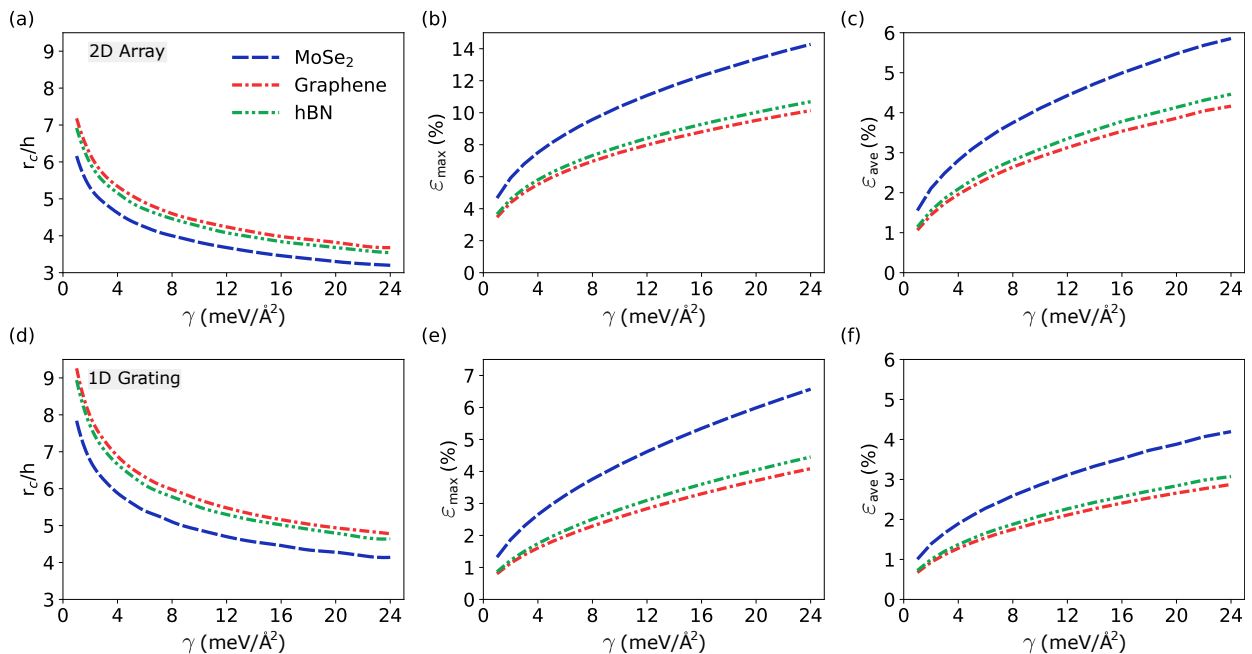 (a)
(b)
(c)
2D Array
MoSe₂
Graphene
hBN
r_c/h
9
8
7
6
5
4
3
0 4 8 12 16 20 24
γ (meV/Å²)
ε_max (%)
14
12
10
8
6
4
2
0
0 4 8 12 16 20 24
γ (meV/Å²)
ε_ave (%)
6
5
4
3
2
1
0
0 4 8 12 16 20 24
γ (meV/Å²)
(d)
(e)
(f)
1D Grating
r_c/h
9
8
7
6
5
4
3
0 4 8 12 16 20 24
γ (meV/Å²)
ε_max (%)
7
6
5
4
3
2
1
0
0 4 8 12 16 20 24
γ (meV/Å²)
ε_ave (%)
6
5
4
3
2
1
0
0 4 8 12 16 20 24
γ (meV/Å²)